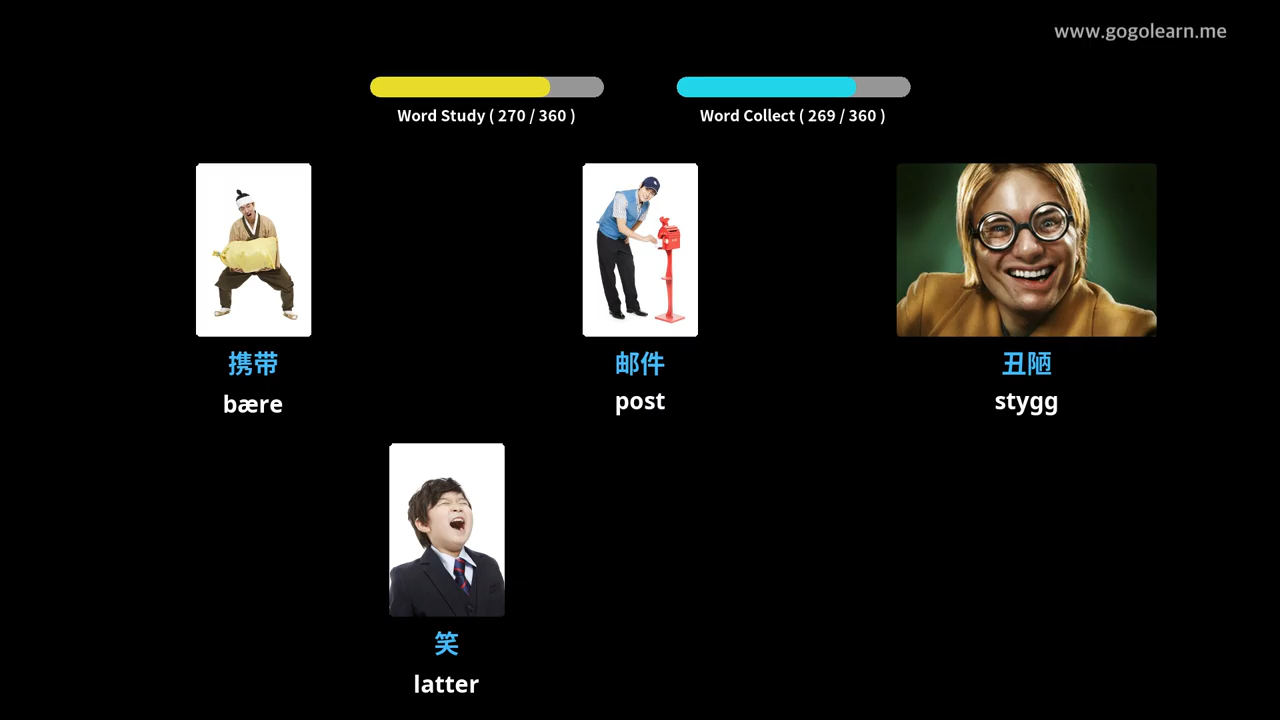 www.gogolearn.me
Word Study ( 270 / 360 )
Word Collect ( 269 / 360 )
携带
bære
邮件
post
丑陋
stygg
笑
latter